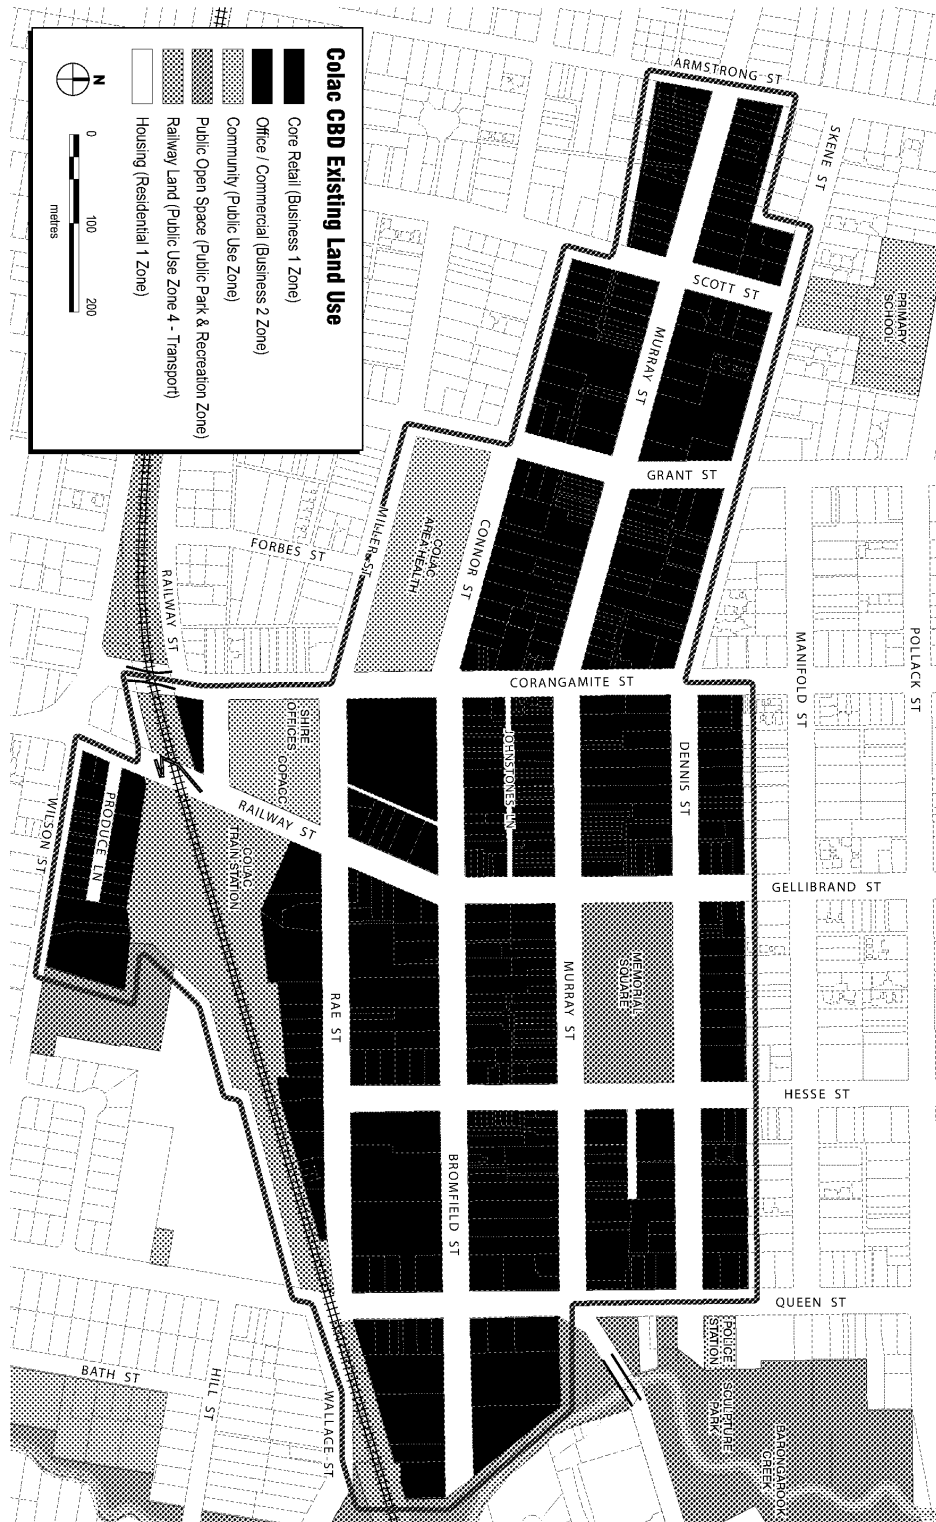 Colac CBD Existing Land Use
Core Retail (Business 1 Zone)
Office / Commercial (Business 2 Zone)
Community (Public Use Zone)
Public Open Space (Public Park & Recreation Zone)
Railway Land (Public Use Zone 4 - Transport)
Housing (Residential 1 Zone)
N
0
100
200
metres
ARMSTRONG ST
SKENE ST
SCOTT ST
PRIMARY
SCHOOL
MURRAY ST
GRANT ST
CONNOR ST
COLAC
AREA HEALTH
MILLER ST
FORBES ST
RAILWAY ST
MANIFOLD ST
POLLACK ST
CORANGAMITE ST
SHIRE
OFFICES
COPACC
JOHNSTONES LN
DENNIS ST
RAILWAY ST
PRODUCE LN
WILSON ST
COLAC
TRAIN STATION
GELLIBRAND ST
MEMORIAL
SQUARE
MURRAY ST
RAE ST
HESSE ST
BROMFIELD ST
QUEEN ST
POLICE
STATION
SCULPTURE
PARK
BARONGAROOK
CREEK
BATH ST
HILL ST
WALLACE ST